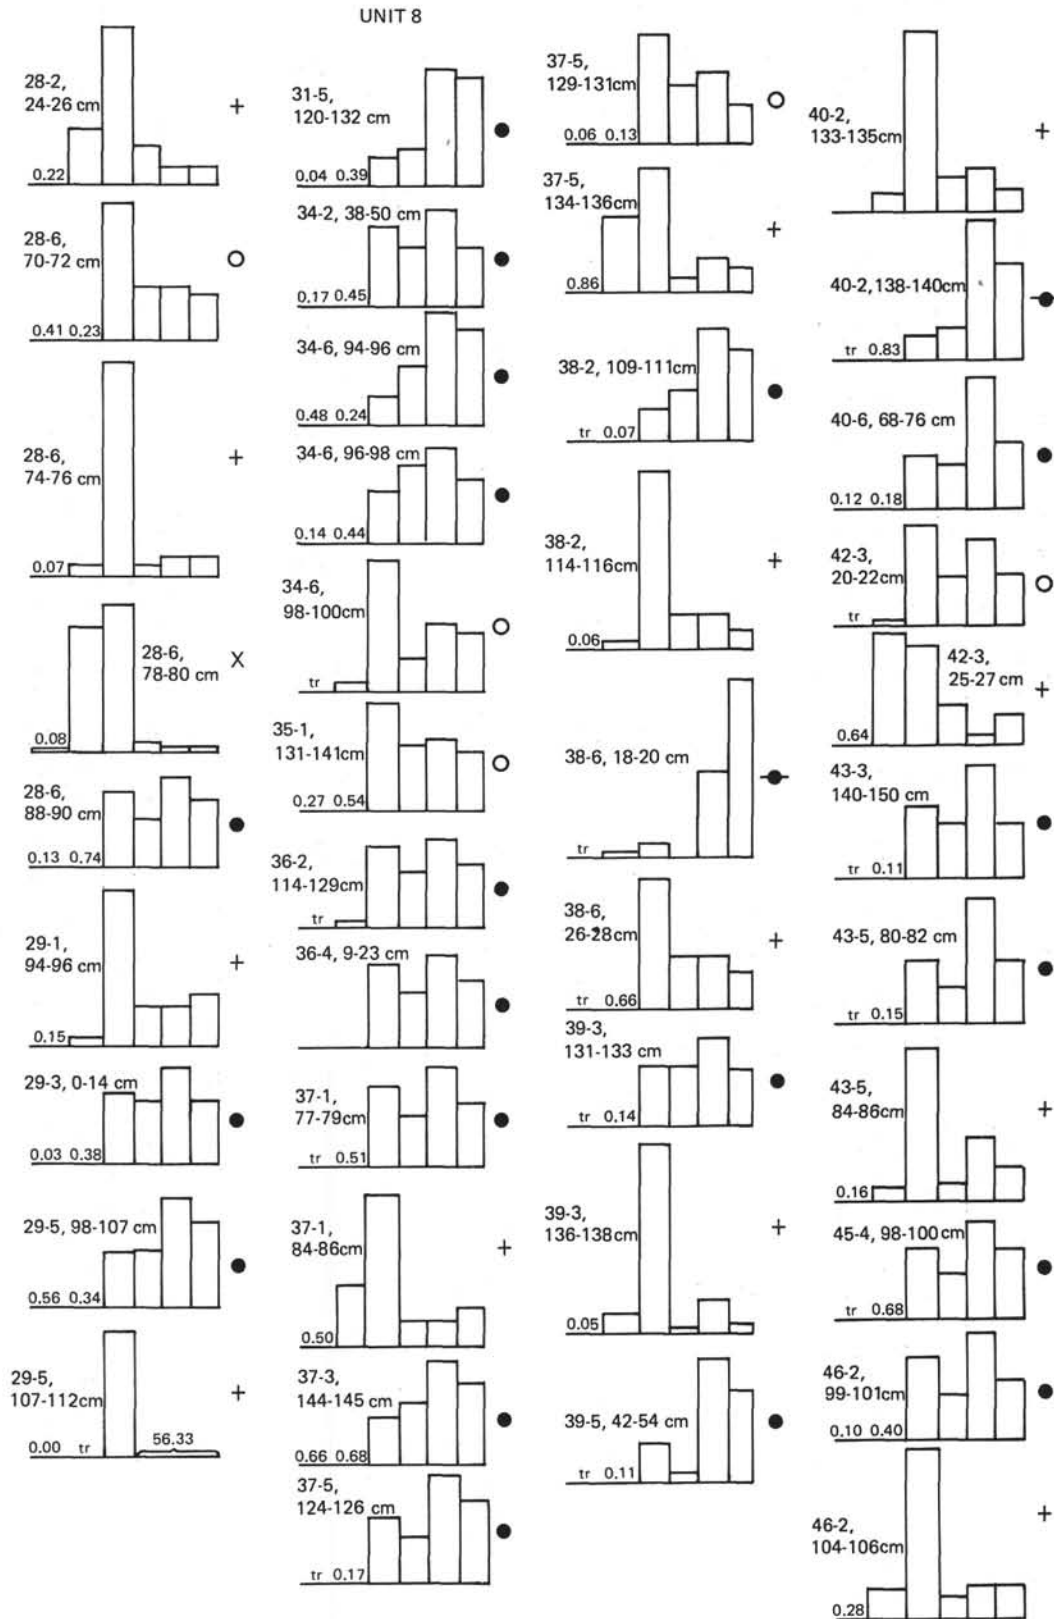 UNIT 8
28-2,
24-26 cm
+
0.22
28-6,
70-72 cm
0.41 0.23
28-6,
74-76 cm
+
0.07
28-6,
78-80 cm
X
0.08
28-6,
88-90 cm
0.13 0.74
29-1,
94-96 cm
+
0.15
29-3, 0-14 cm
0.03 0.38
29-5, 98-107 cm
0.56 0.34
29-5,
107-112cm
+
0.00 tr
56.33
31-5,
120-132 cm
0.04 0.39
34-2, 38-50 cm
0.17 0.45
34-6, 94-96 cm
0.48 0.24
34-6, 96-98 cm
0.14 0.44
34-6,
98-100cm
tr
35-1,
131-141cm
0.27 0.54
36-2,
114-129cm
tr
36-4, 9-23 cm
37-1,
77-79cm
tr 0.51
37-1,
84-86cm
+
0.50
37-3,
144-145 cm
0.66 0.68
37-5,
124-126 cm
tr 0.17
37-5,
129-131cm
0.06 0.13
37-5,
134-136cm
+
0.86
38-2, 109-111cm
tr 0.07
38-2,
114-116cm
+
0.06
38-6, 18-20 cm
tr
38-6,
26-28cm
+
tr 0.66
39-3,
131-133 cm
tr 0.14
39-3,
136-138cm
+
0.05
39-5, 42-54 cm
tr 0.11
40-2,
133-135cm
+
40-2, 138-140cm
tr 0.83
40-6, 68-76 cm
0.12 0.18
42-3,
20-22cm
tr
42-3,
25-27 cm
+
0.64
43-3,
140-150 cm
tr 0.11
43-5, 80-82 cm
tr 0.15
43-5,
84-86cm
+
0.16
45-4, 98-100cm
tr 0.68
46-2,
99-101cm
0.10 0.40
46-2,
104-106cm
+
0.28